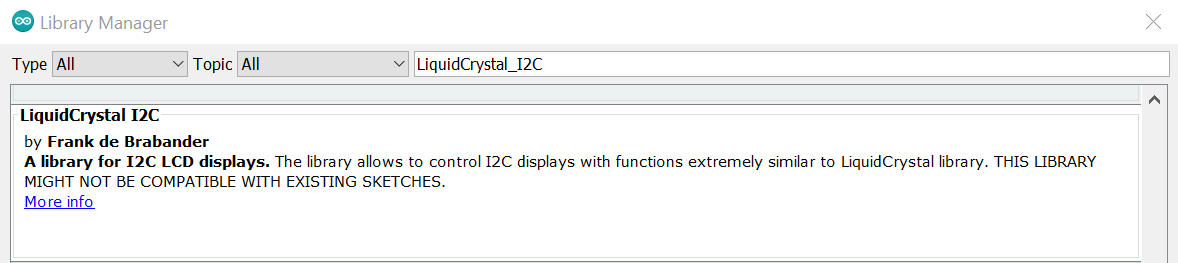 Library Manager
Type All Topic All LiquidCrystal_I2C
LiquidCrystal I2C
by Frank de Brabander
A library for I2C LCD displays. The library allows to control I2C displays with functions extremely similar to LiquidCrystal library. THIS LIBRARY
MIGHT NOT BE COMPATIBLE WITH EXISTING SKETCHES.
More info